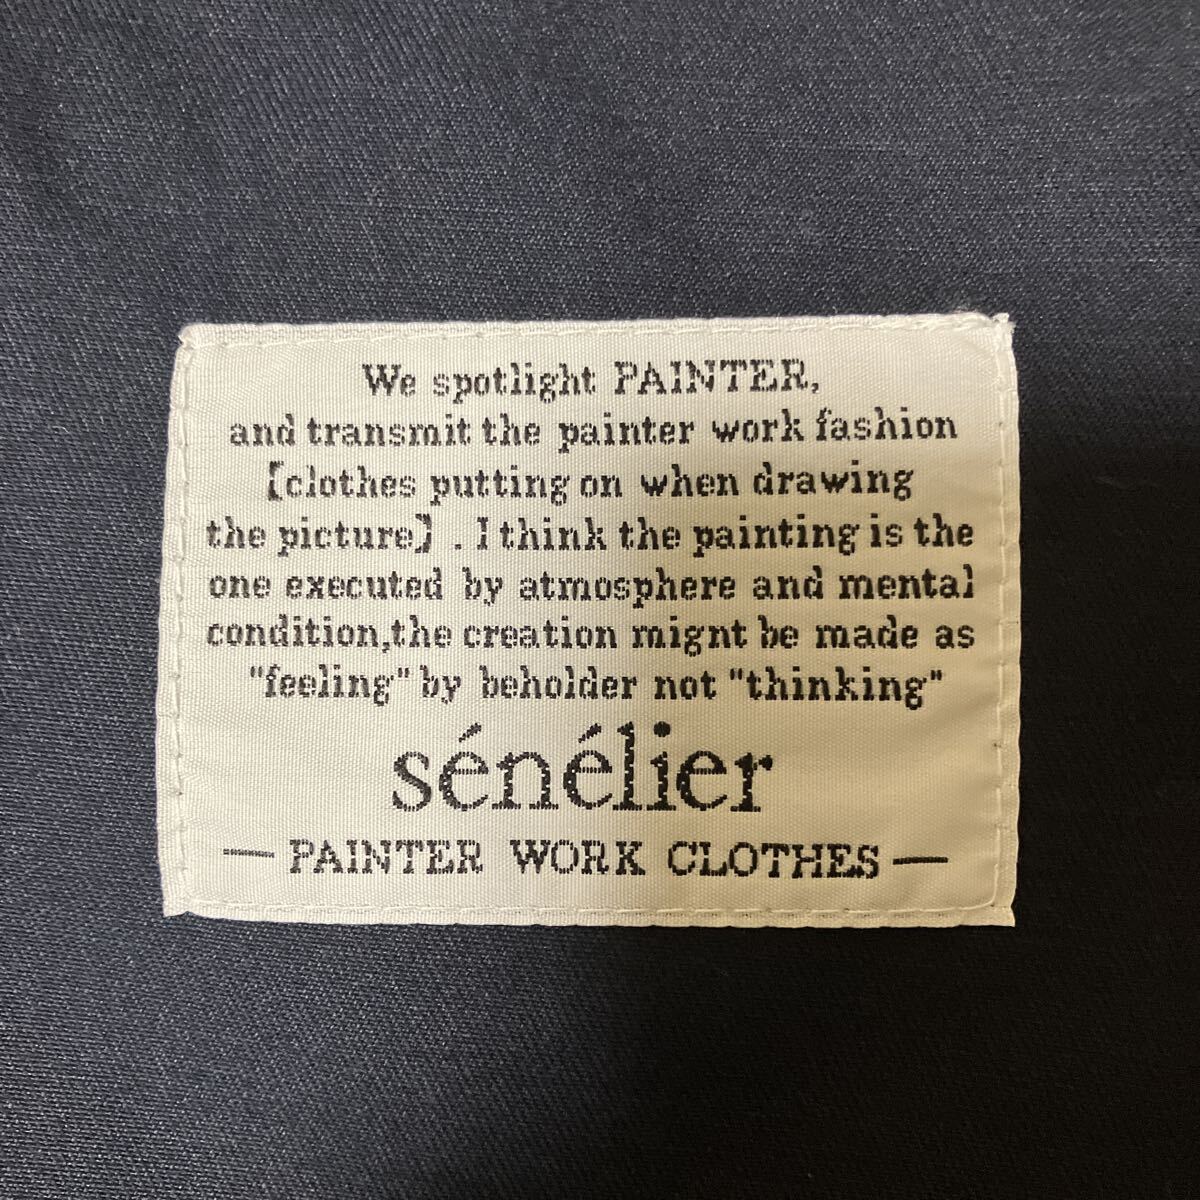 We spotlight PAINTER,
and transmit the painter work fashion
[clothes putting on when drawing
the picture] . I think the painting is the
one executed by atmosphere and mental
condition,the creation mignt be made as
"feeling" by beholder not "thinking"
sénélier
— PAINTER WORK CLOTHES —